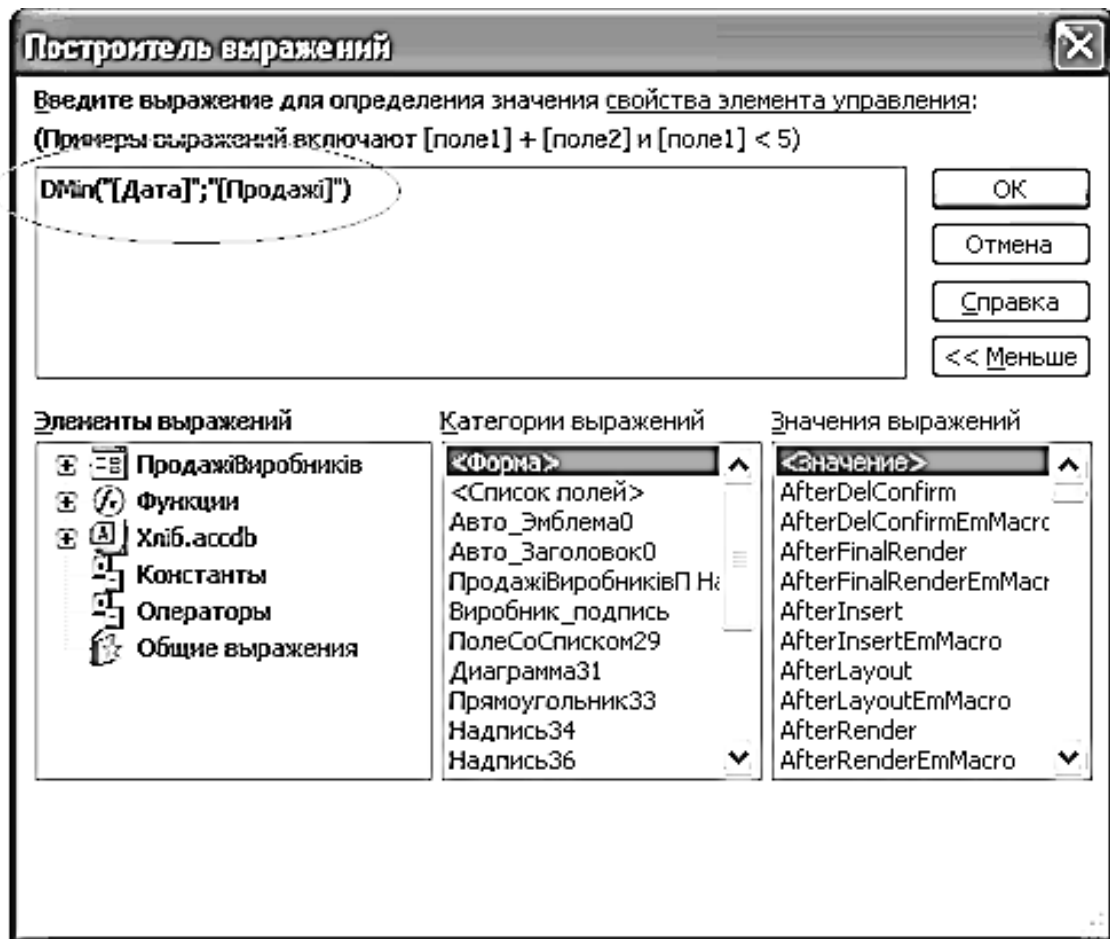 Построитель выражений
Введите выражение для определения значения свойства элемента управления:
(Примеры выражений включают [поле1] + [поле2] и [поле1] < 5)
DMin("[Дата]";"[Продажі]")
ОК
Отмена
Справка
<< Меньше
Элементы выражений
ПродажіВиробників
Функции
Хліб.accdb
Константы
Операторы
Общие выражения
Категории выражений
<Форма>
<Список полей>
Авто_Эмблема0
Авто_Заголовок0
ПродажіВиробниківП На
Виробник_подпись
ПолеСоСписком29
Диаграмма31
Прямоугольник33
Надпись34
Надпись36
Значения выражений
<Значение>
AfterDelConfirm
AfterDelConfirmEmMacro
AfterFinalRender
AfterFinalRenderEmMacr
AfterInsert
AfterInsertEmMacro
AfterLayout
AfterLayoutEmMacro
AfterRender
AfterRenderEmMacro